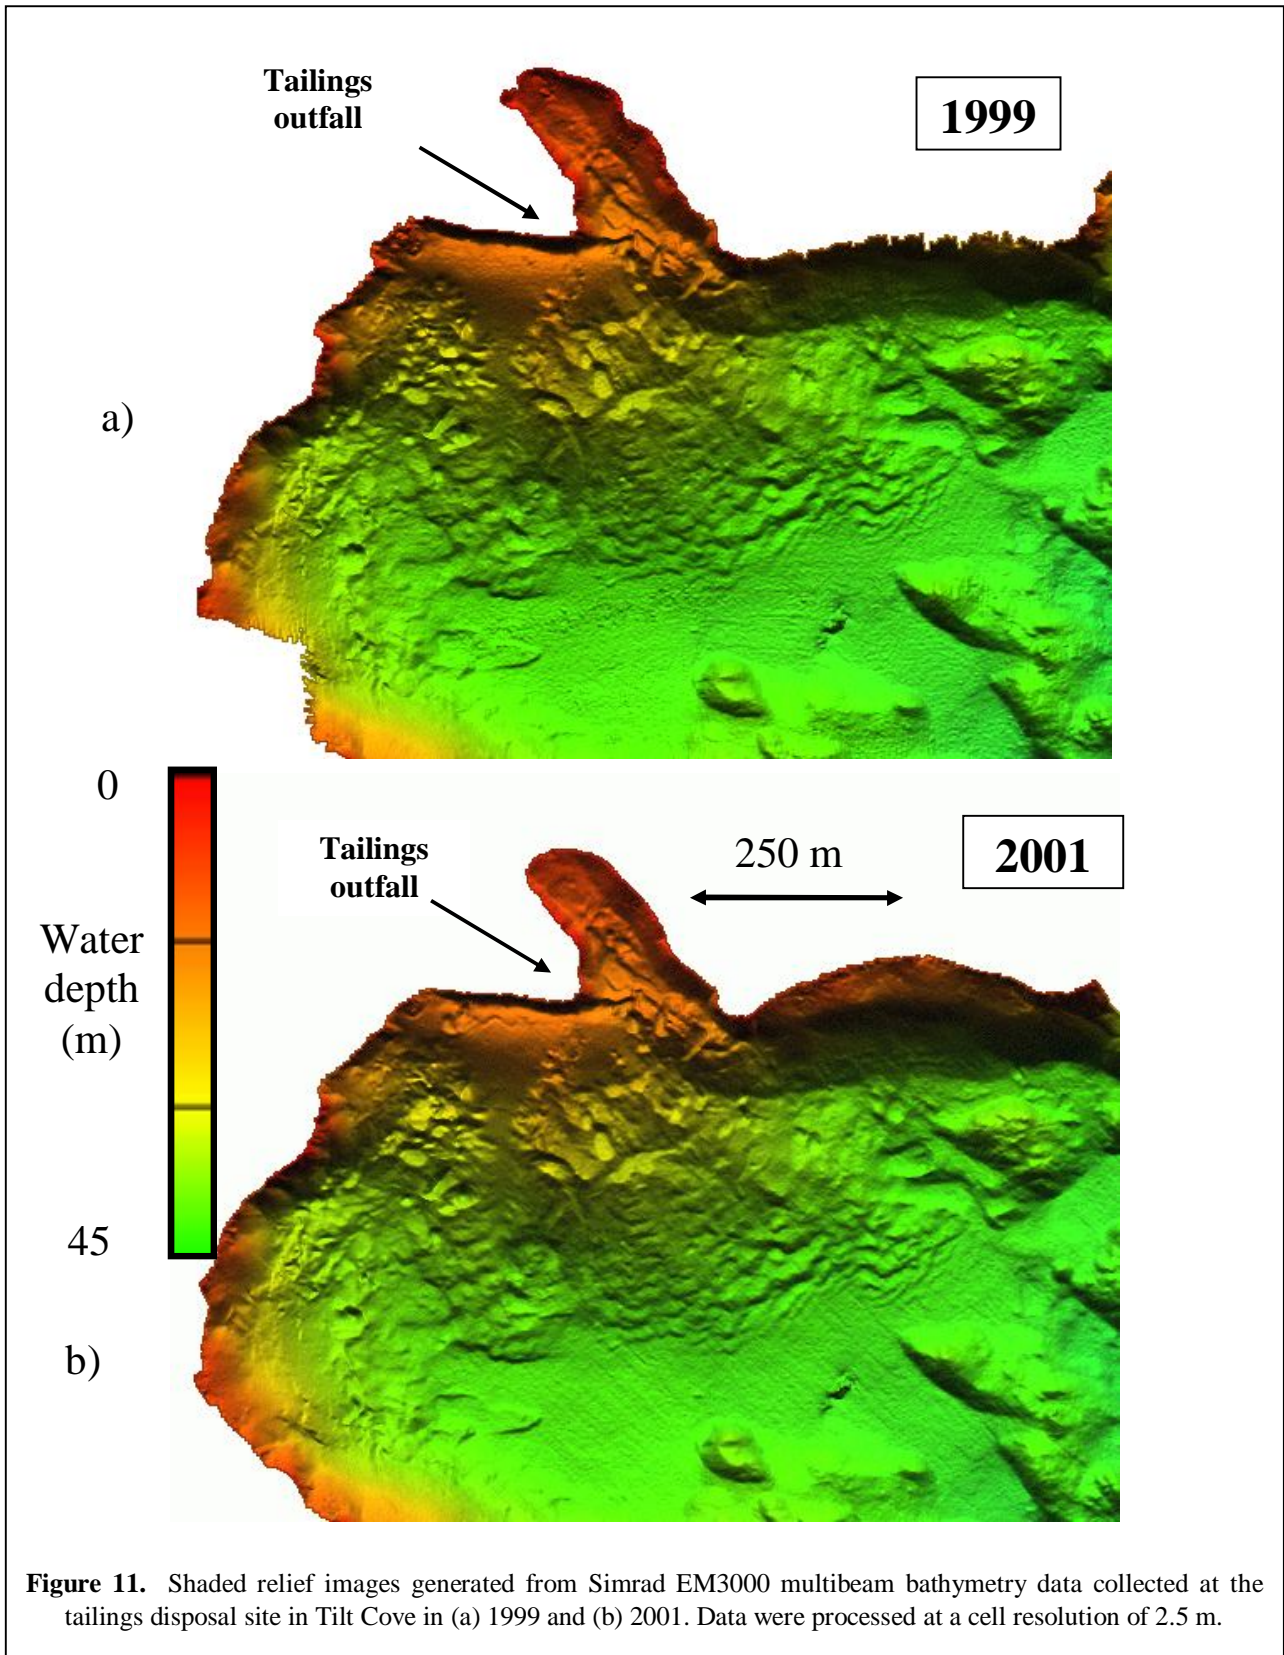 Tailings
outfall
1999
a)
0
Water
depth
(m)
45
Tailings
outfall
250 m
2001
b)
Figure 11. Shaded relief images generated from Simrad EM3000 multibeam bathymetry data collected at the
tailings disposal site in Tilt Cove in (a) 1999 and (b) 2001. Data were processed at a cell resolution of 2.5 m.